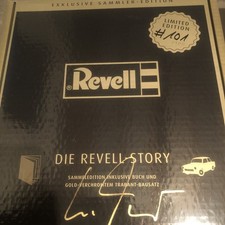 EXKLUSIVE SAMMLER-EDITION
LIMITED
EDITION
#101
Revell
DIE REVELL-STORY
SAMMLEREDITION INKLUSIVE BUCH UND
GOLD-VERCHROMTEM TRABANT-BAUSATZ